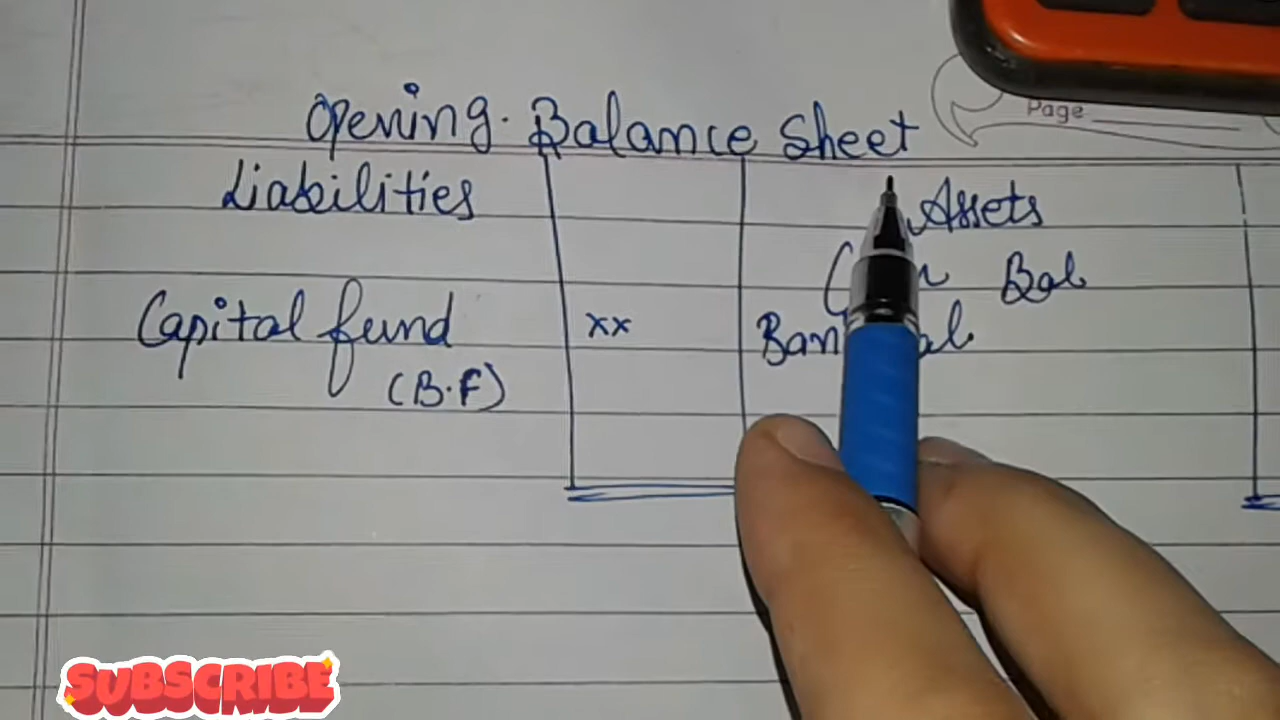 Page
Opening. Balance Sheet
Liabilities Assets
Bal
Capital fund xx
(B.F)
SUBSCRIBE